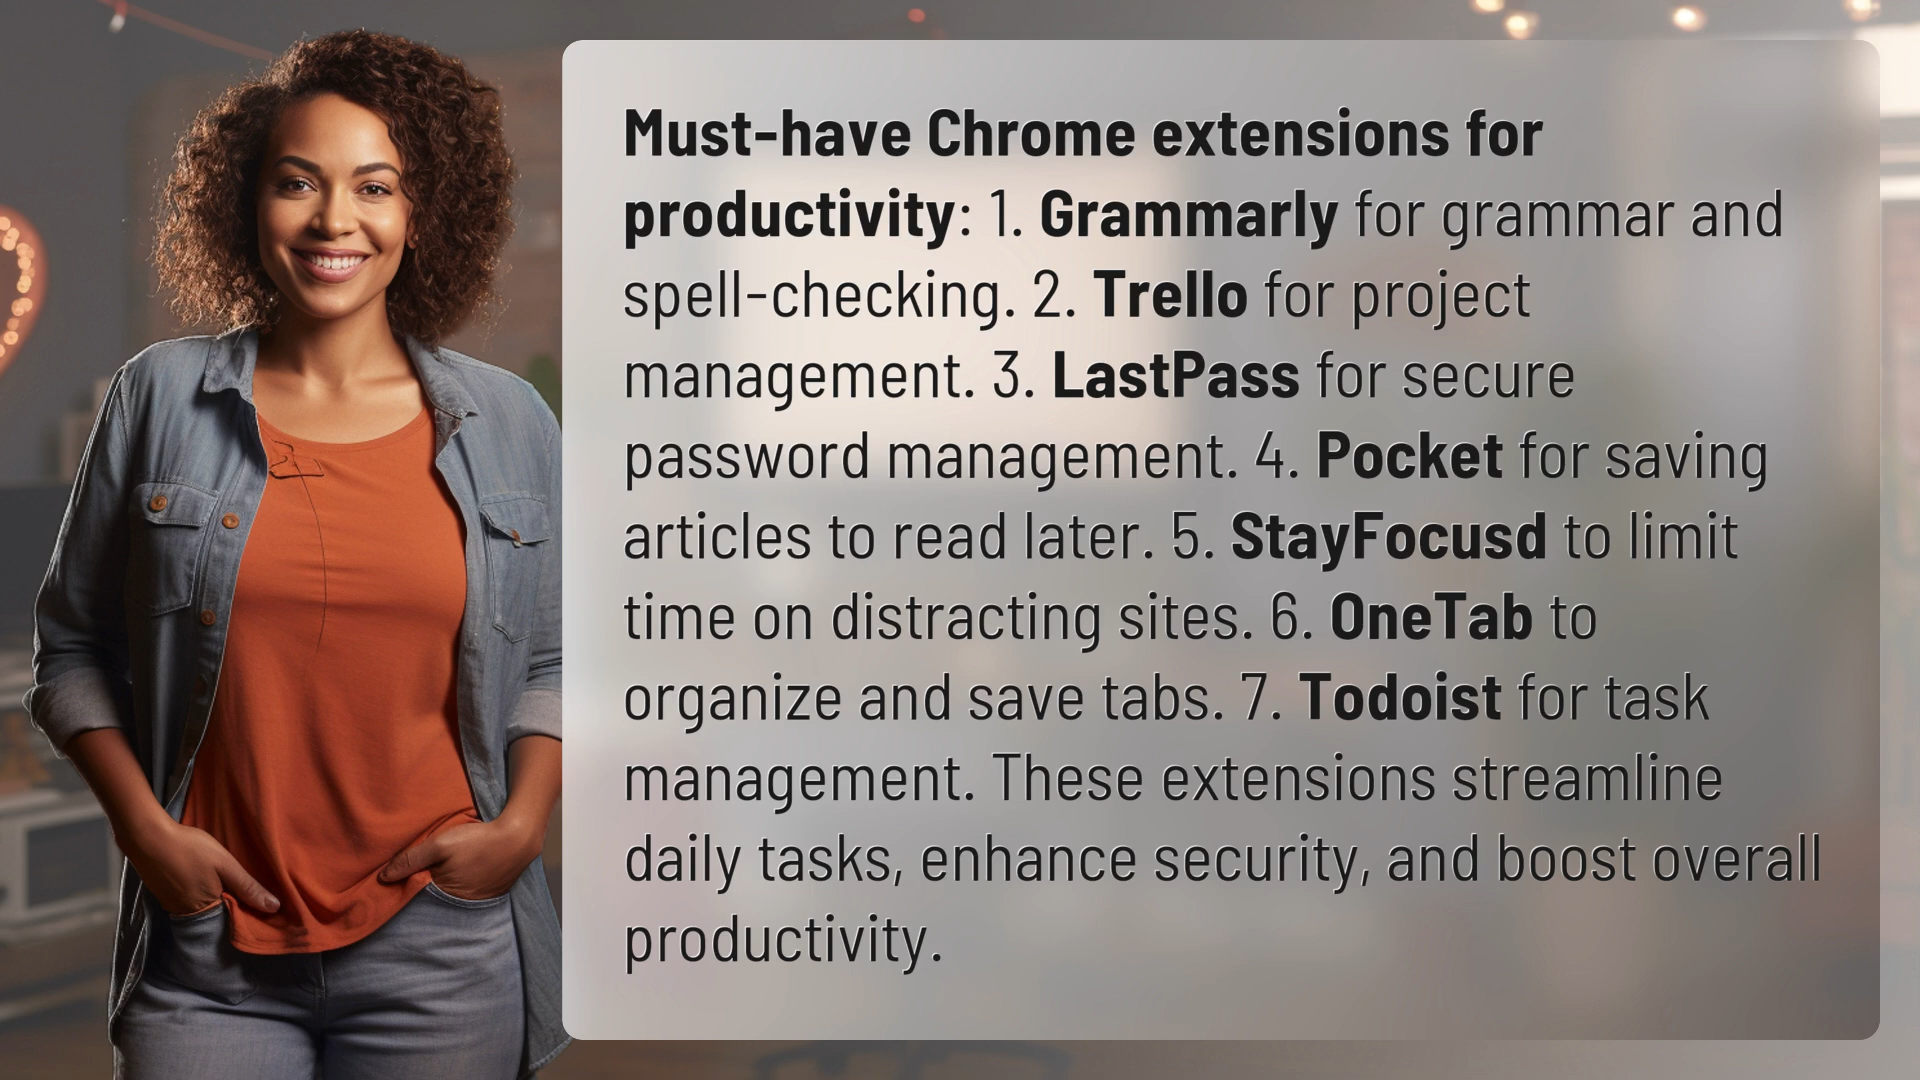 Must-have Chrome extensions for
productivity: 1. Grammarly for grammar and
spell-checking. 2. Trello for project
management. 3. LastPass for secure
password management. 4. Pocket for saving
articles to read later. 5. StayFocusd to limit
time on distracting sites. 6. OneTab to
organize and save tabs. 7. Todoist for task
management. These extensions streamline
daily tasks, enhance security, and boost overall
productivity.